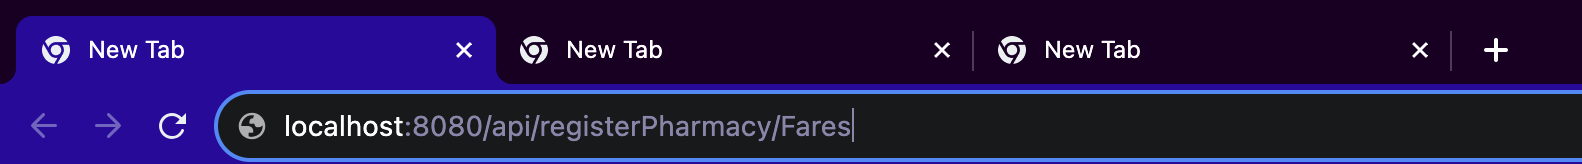 New Tab New Tab New Tab
localhost:8080/api/registerPharmacy/Fares